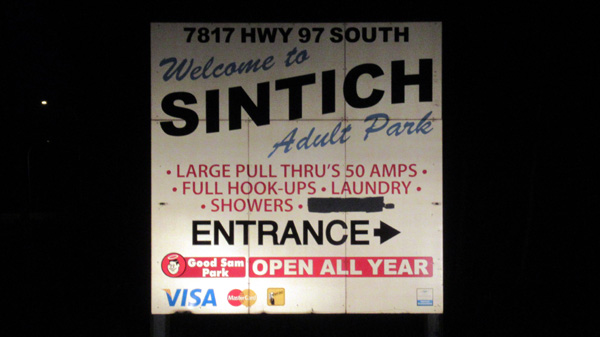 7817 HWY 97 SOUTH
Welcome to
SINTICH
Adult Park
• LARGE PULL THRU'S 50 AMPS •
• FULL HOOK-UPS • LAUNDRY •
• SHOWERS •
ENTRANCE
Good Sam
Park
OPEN ALL YEAR
VISA MasterCard